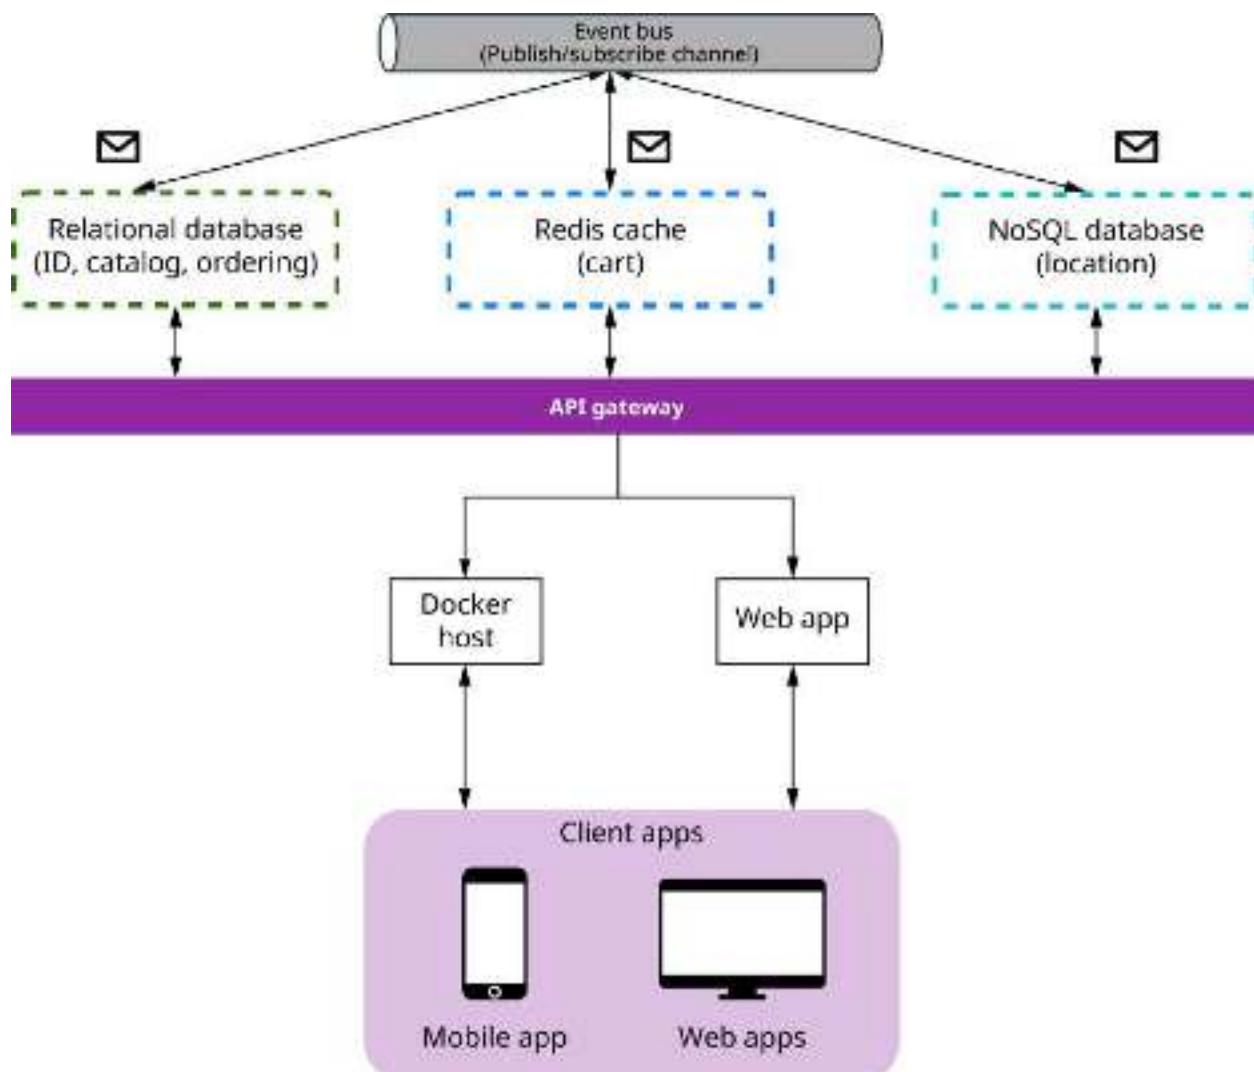 Event bus
(Publish/subscribe channel)
Relational database
(ID, catalog, ordering)
Redis cache
(cart)
NoSQL database
(location)
API gateway
Docker
host
Web app
Client apps
Mobile app
Web apps